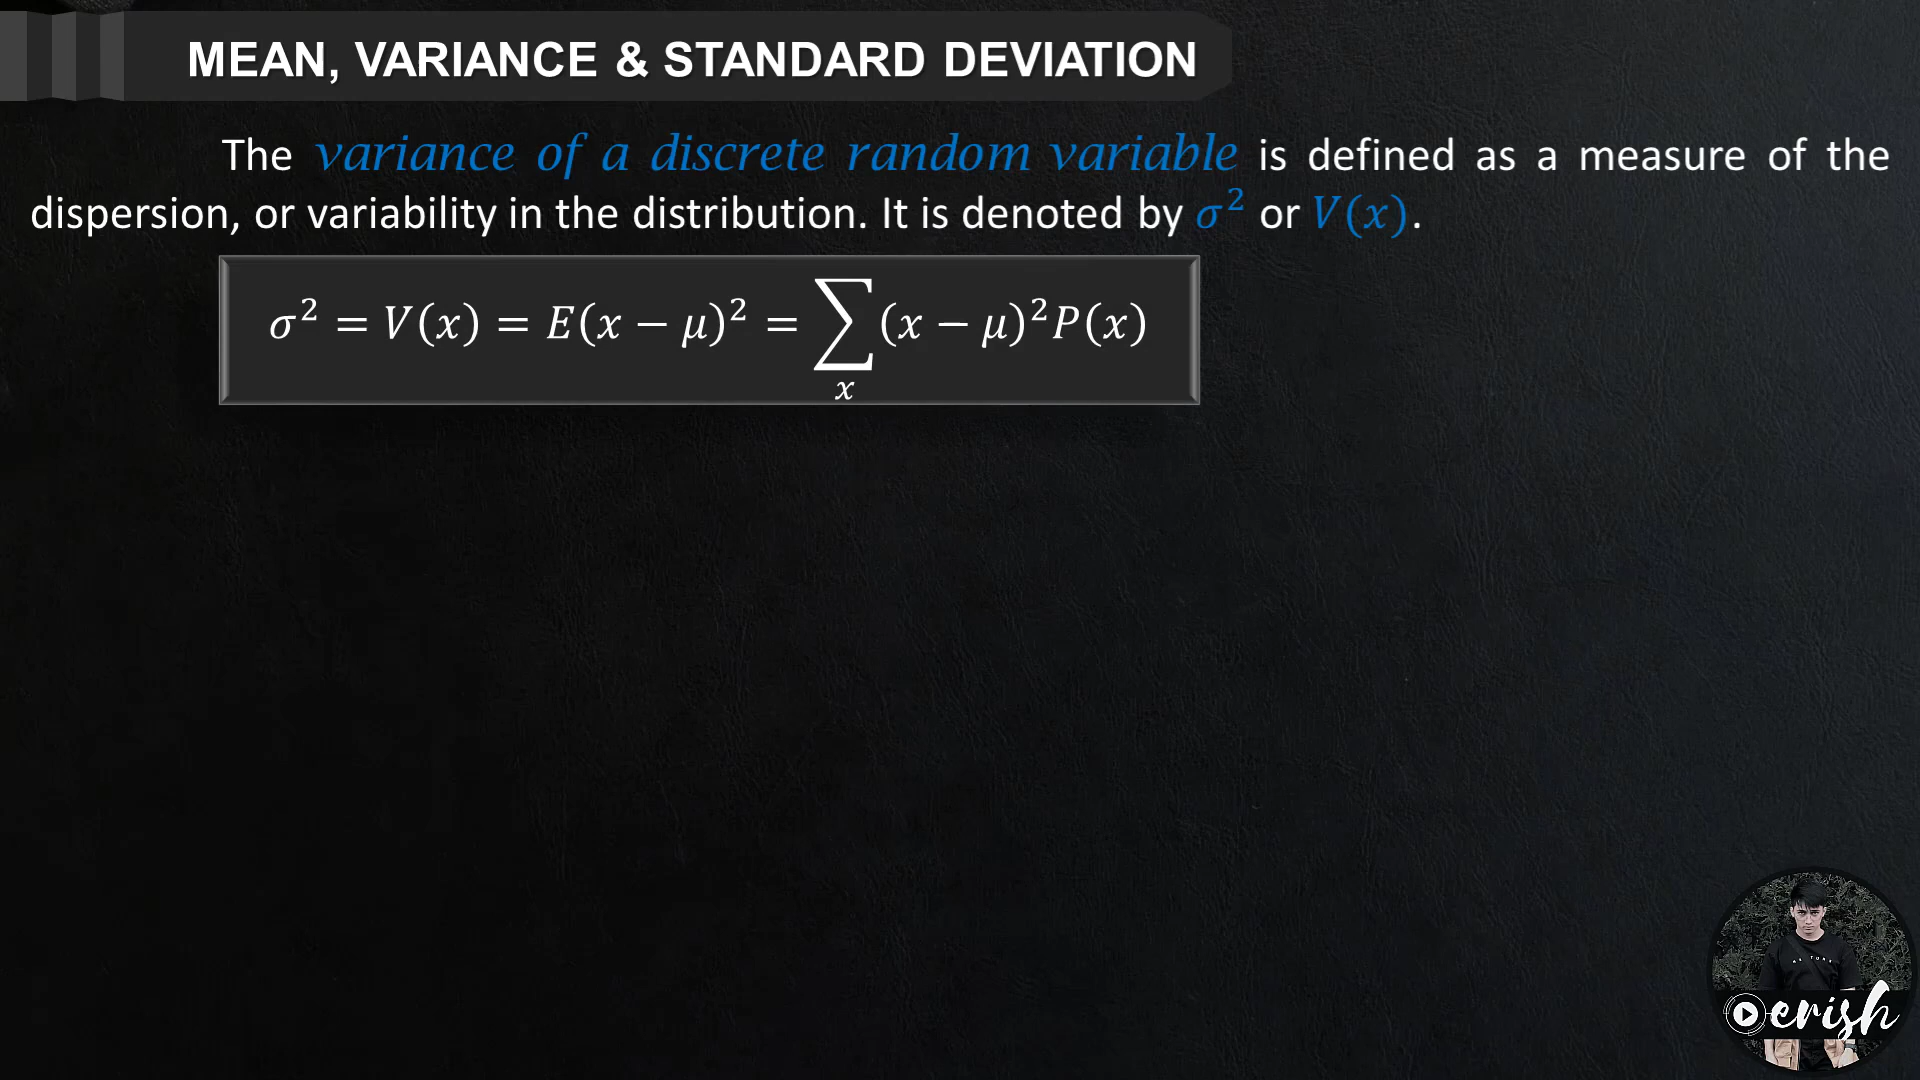 MEAN, VARIANCE & STANDARD DEVIATION
The variance of a discrete random variable is defined as a measure of the
dispersion, or variability in the distribution. It is denoted by σ² or V(x).
σ² = V(x) = E(x − μ)² = ∑ₓ (x − μ)²P(x)
erish